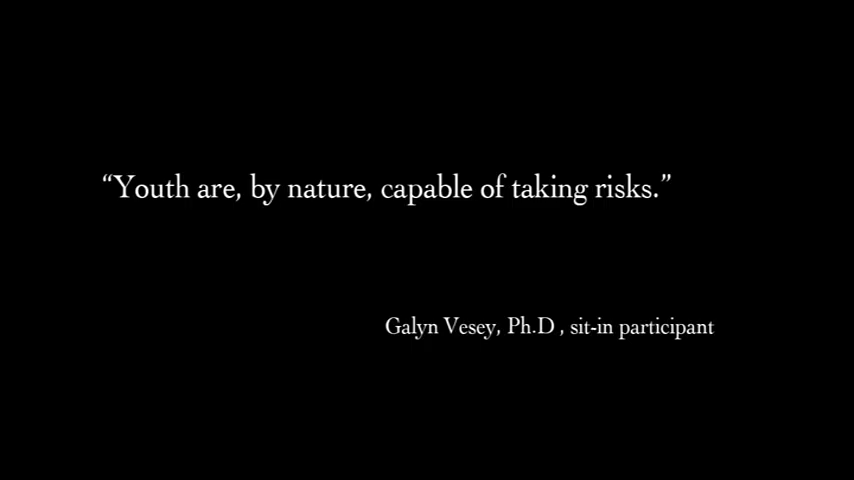 “Youth are, by nature, capable of taking risks.”
Galyn Vesey, Ph.D , sit-in participant